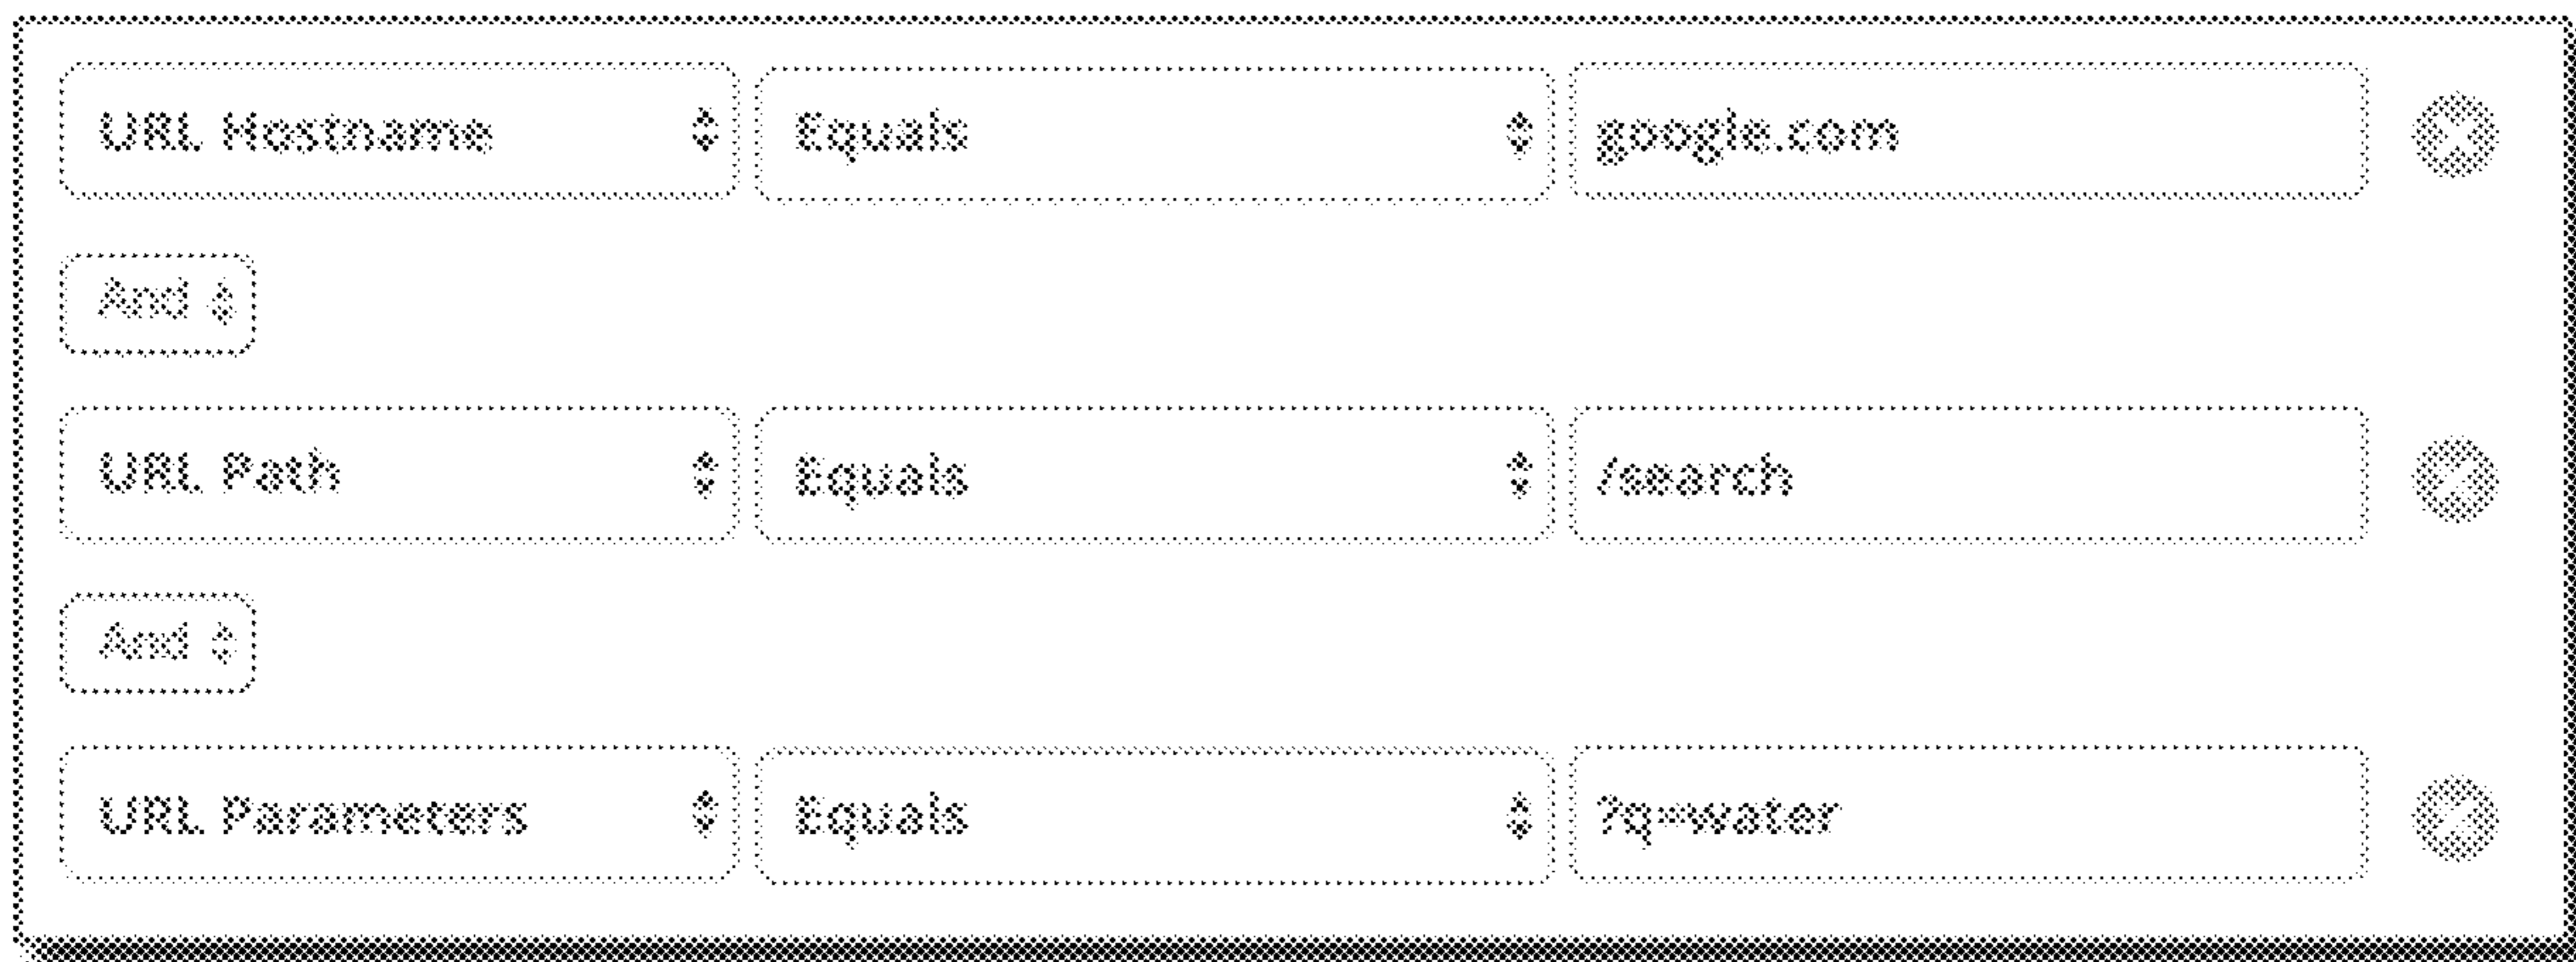 URL Hostname Equals google.com
And
URL Path Equals /search
And
URL Parameters Equals ?q=water